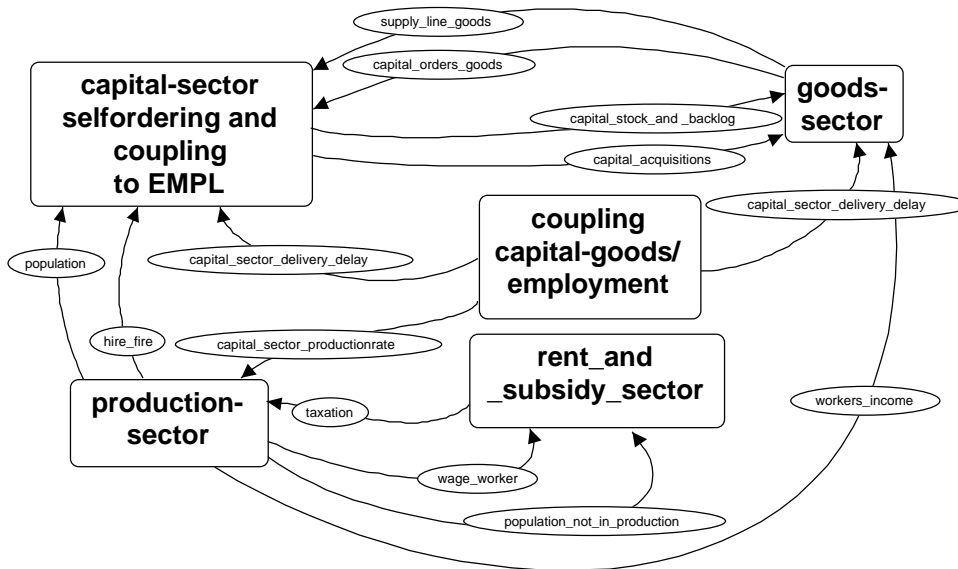 supply_line_goods
capital-sector
selfordering and
coupling
to EMPL
capital_orders_goods
goods-
sector
capital_stock_and _backlog
capital_acquisitions
coupling
capital-goods/
employment
capital_sector_delivery_delay
population
capital_sector_delivery_delay
hire_fire
capital_sector_productionrate
rent_and
_subsidy_sector
production-
sector
taxation
workers_income
wage_worker
population_not_in_production